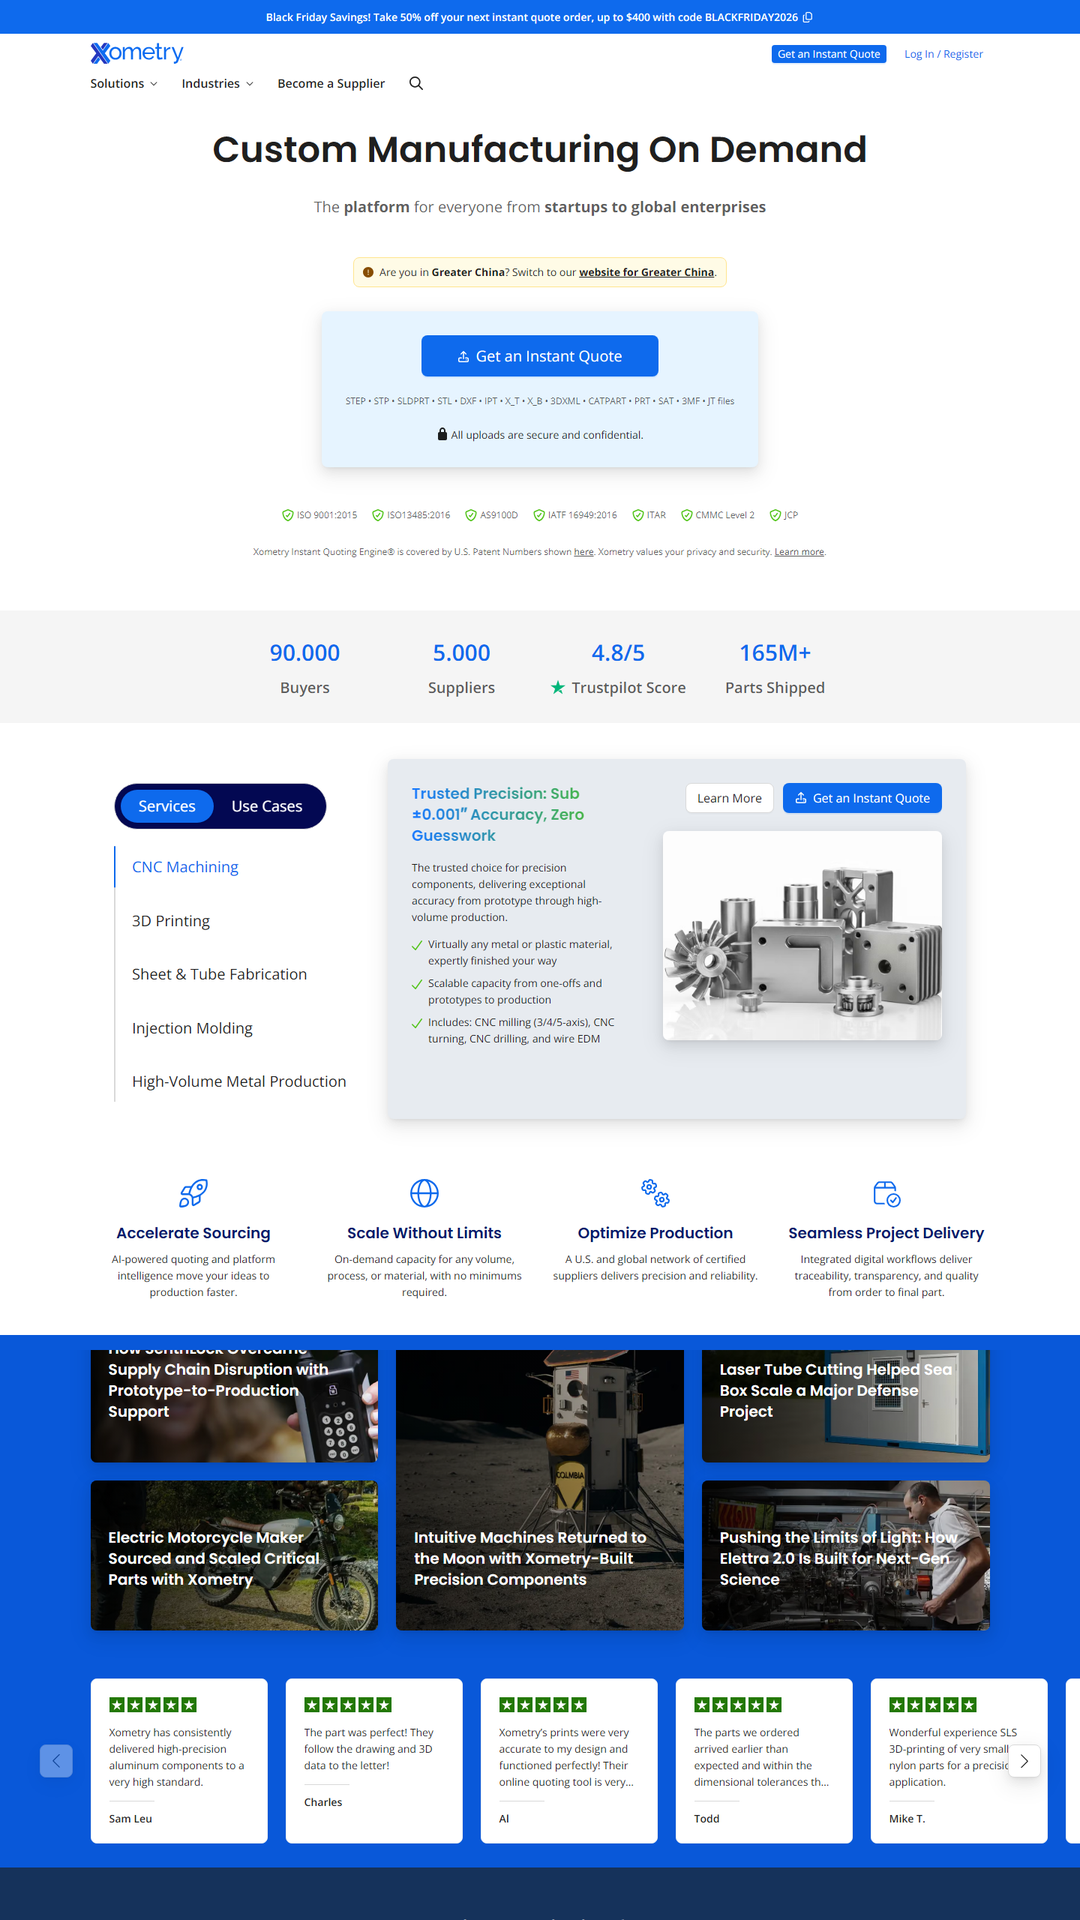 Black Friday Savings! Take 50% off your next instant quote order, up to $400 with code BLACKFRIDAY2026
Xometry
Get an Instant Quote
Log In / Register
Solutions
Industries
Become a Supplier
Custom Manufacturing On Demand
The platform for everyone from startups to global enterprises
Are you in Greater China? Switch to our website for Greater China.
Get an Instant Quote
STEP • STP • SLDPRT • STL • DXF • IPT • X_T • X_B • 3DXML • CATPART • PRT • SAT • 3MF • JT files
All uploads are secure and confidential.
ISO 9001:2015
ISO13485:2016
AS9100D
IATF 16949:2016
ITAR
CMMC Level 2
JCP
Xometry Instant Quoting Engine® is covered by U.S. Patent Numbers shown here. Xometry values your privacy and security. Learn more.
90.000
Buyers
5.000
Suppliers
4.8/5
Trustpilot Score
165M+
Parts Shipped
Services
Use Cases
CNC Machining
3D Printing
Sheet & Tube Fabrication
Injection Molding
High-Volume Metal Production
Trusted Precision: Sub
±0.001″ Accuracy, Zero
Guesswork
Learn More
Get an Instant Quote
The trusted choice for precision
components, delivering exceptional
accuracy from prototype through high-
volume production.
Virtually any metal or plastic material,
expertly finished your way
Scalable capacity from one-offs and
prototypes to production
Includes: CNC milling (3/4/5-axis), CNC
turning, CNC drilling, and wire EDM
Accelerate Sourcing
AI-powered quoting and platform
intelligence move your ideas to
production faster.
Scale Without Limits
On-demand capacity for any volume,
process, or material, with no minimums
required.
Optimize Production
A U.S. and global network of certified
suppliers delivers precision and reliability.
Seamless Project Delivery
Integrated digital workflows deliver
traceability, transparency, and quality
from order to final part.
How SentriLock Overcame
Supply Chain Disruption with
Prototype-to-Production
Support
Laser Tube Cutting Helped Sea
Box Scale a Major Defense
Project
Electric Motorcycle Maker
Sourced and Scaled Critical
Parts with Xometry
Intuitive Machines Returned to
the Moon with Xometry-Built
Precision Components
Pushing the Limits of Light: How
Elettra 2.0 Is Built for Next-Gen
Science
Xometry has consistently
delivered high-precision
aluminum components to a
very high standard.
Sam Leu
The part was perfect! They
follow the drawing and 3D
data to the letter!
Charles
Xometry's prints were very
accurate to my design and
functioned perfectly! Their
online quoting tool is very...
Al
The parts we ordered
arrived earlier than
expected and within the
dimensional tolerances th...
Todd
Wonderful experience SLS
3D-printing of very small
nylon parts for a precision
application.
Mike T.